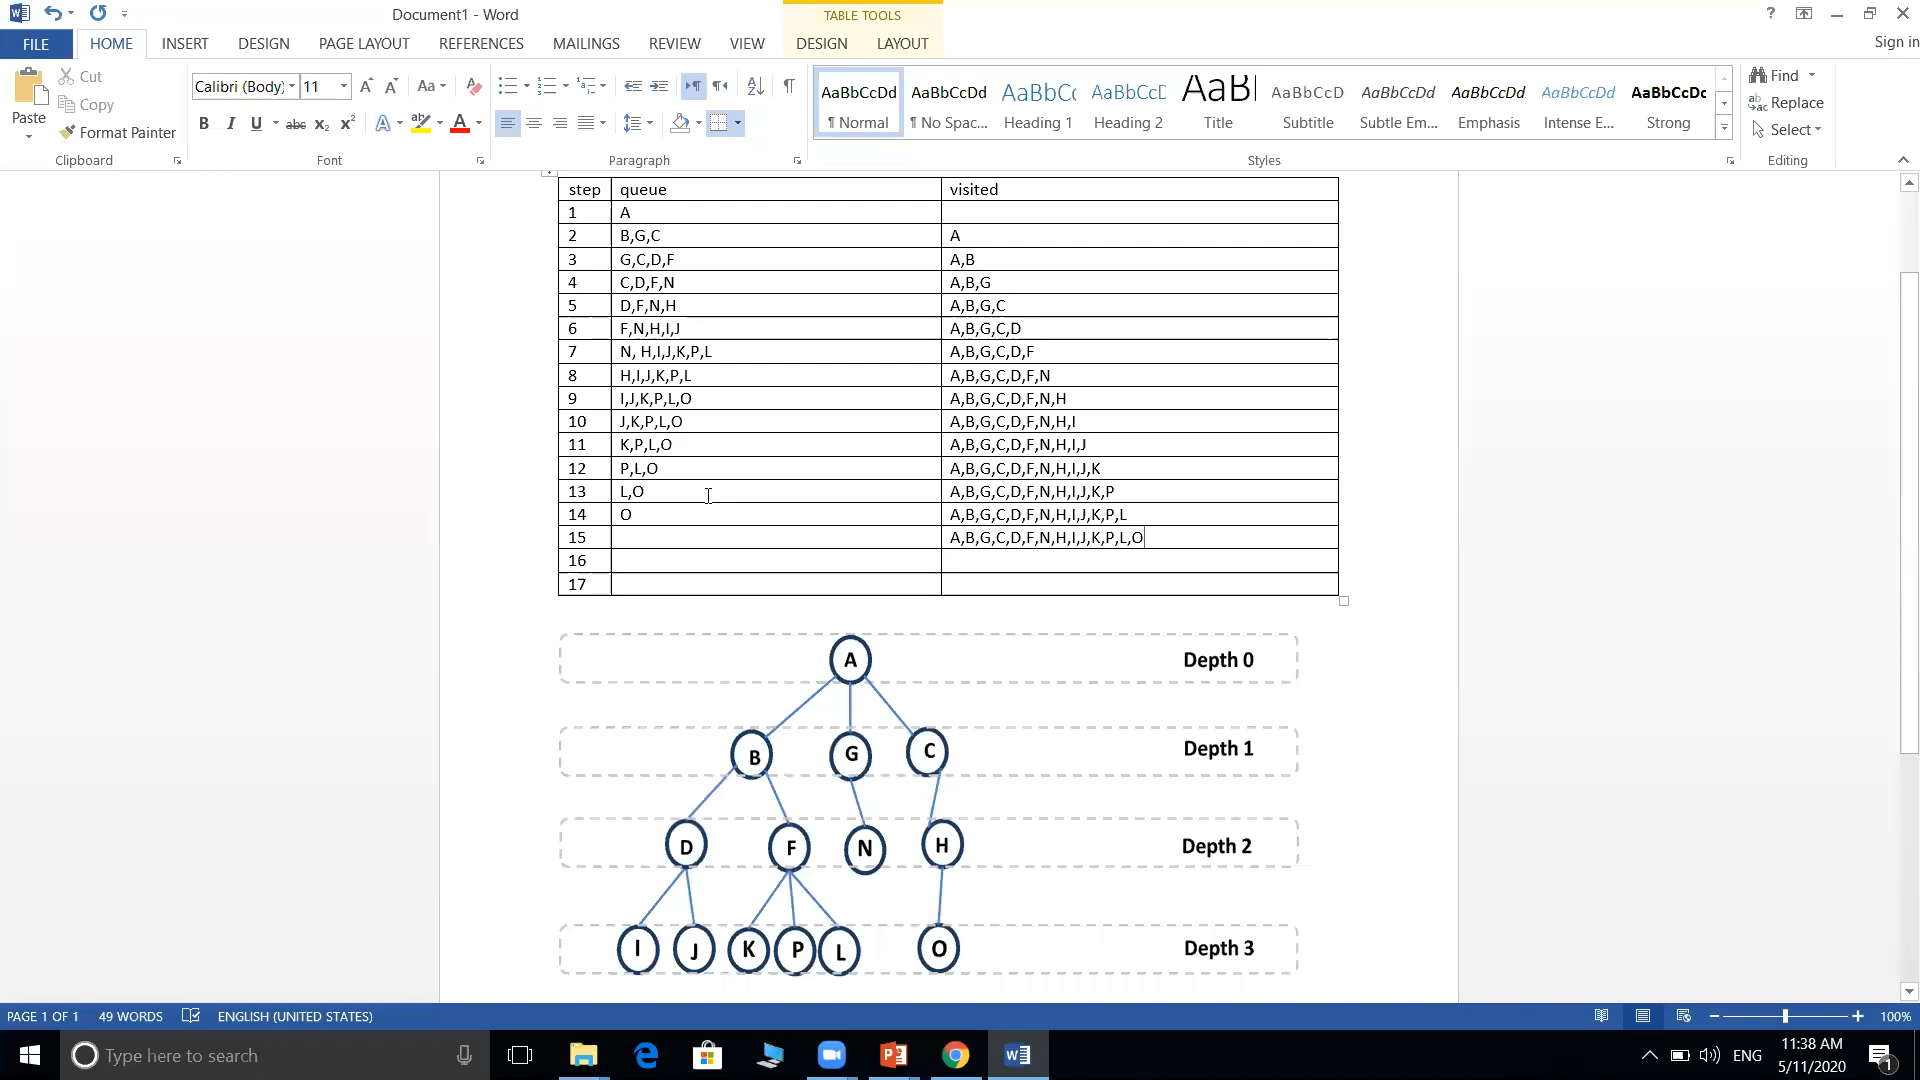 Document1 - Word
TABLE TOOLS
?
FILE HOME INSERT DESIGN PAGE LAYOUT REFERENCES MAILINGS REVIEW VIEW DESIGN LAYOUT
Sign in
Paste
Cut
Copy
Format Painter
Clipboard
Calibri (Body) 11
Font
Paragraph
AaBbCcDd AaBbCcDd AaBbCc AaBbCcD AaBl AaBbCcD AaBbCcDd AaBbCcDd AaBbCcDd AaBbCcDc
¶ Normal ¶ No Spac... Heading 1 Heading 2 Title Subtitle Subtle Em... Emphasis Intense E... Strong
Styles
Find
Replace
Select
Editing
step queue visited
1 A
2 B,G,C A
3 G,C,D,F A,B
4 C,D,F,N A,B,G
5 D,F,N,H A,B,G,C
6 F,N,H,I,J A,B,G,C,D
7 N, H,I,J,K,P,L A,B,G,C,D,F
8 H,I,J,K,P,L A,B,G,C,D,F,N
9 I,J,K,P,L,O A,B,G,C,D,F,N,H
10 J,K,P,L,O A,B,G,C,D,F,N,H,I
11 K,P,L,O A,B,G,C,D,F,N,H,I,J
12 P,L,O A,B,G,C,D,F,N,H,I,J,K
13 L,O A,B,G,C,D,F,N,H,I,J,K,P
14 O A,B,G,C,D,F,N,H,I,J,K,P,L
15 A,B,G,C,D,F,N,H,I,J,K,P,L,O
16
17
A Depth 0
B G C Depth 1
D F N H Depth 2
I J K P L O Depth 3
PAGE 1 OF 1 49 WORDS ENGLISH (UNITED STATES) 100%
Type here to search
ENG
11:38 AM
5/11/2020
1